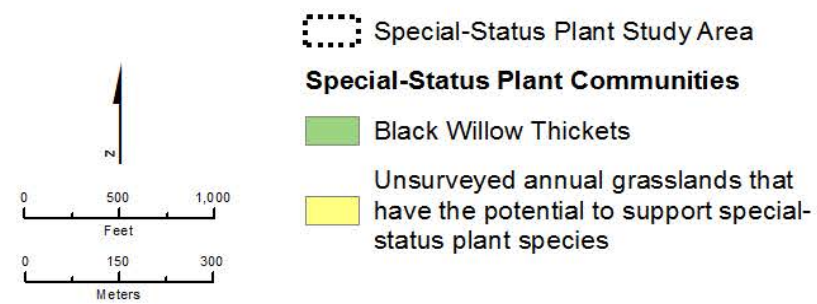 Special-Status Plant Study Area
Special-Status Plant Communities
Black Willow Thickets
Unsurveyed annual grasslands that
have the potential to support special-
status plant species
N
0 500 1,000
Feet
0 150 300
Meters